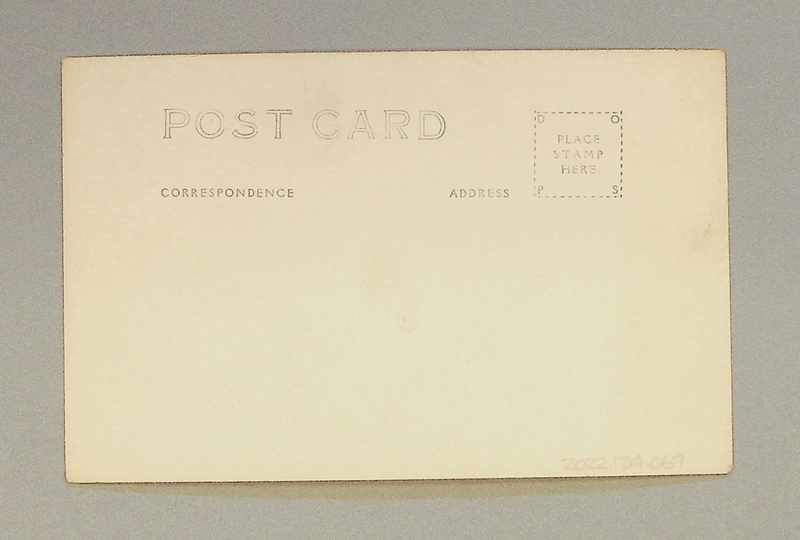 POST CARD
CORRESPONDENCE
ADDRESS
D O
PLACE
STAMP
HERE
P S
2022.124.067